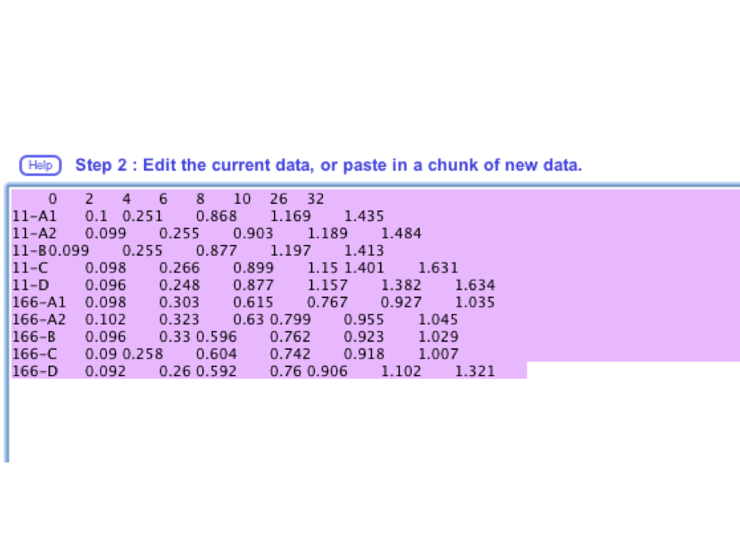 Help Step 2 : Edit the current data, or paste in a chunk of new data.
0 2 4 6 8 10 26 32
11-A1 0.1 0.251 0.868 1.169 1.435
11-A2 0.099 0.255 0.903 1.189 1.484
11-B0.099 0.255 0.877 1.197 1.413
11-C 0.098 0.266 0.899 1.15 1.401 1.631
11-D 0.096 0.248 0.877 1.157 1.382 1.634
166-A1 0.098 0.303 0.615 0.767 0.927 1.035
166-A2 0.102 0.323 0.63 0.799 0.955 1.045
166-B 0.096 0.33 0.596 0.762 0.923 1.029
166-C 0.09 0.258 0.604 0.742 0.918 1.007
166-D 0.092 0.26 0.592 0.76 0.906 1.102 1.321